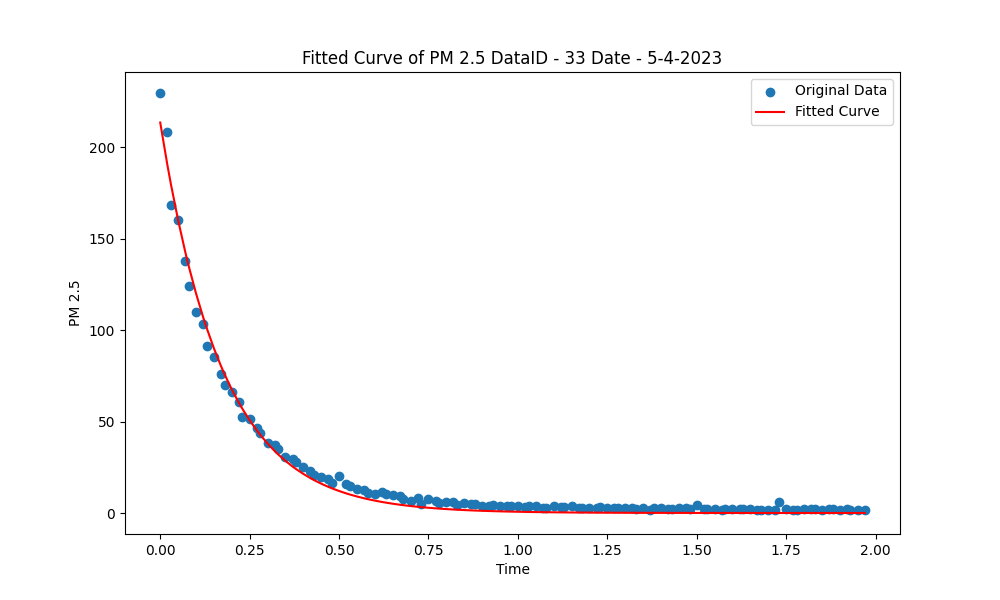 Fitted Curve of PM 2.5 DataID - 33 Date - 5-4-2023
Original Data
Fitted Curve
200
150
100
50
0
PM 2.5
0.00 0.25 0.50 0.75 1.00 1.25 1.50 1.75 2.00
Time